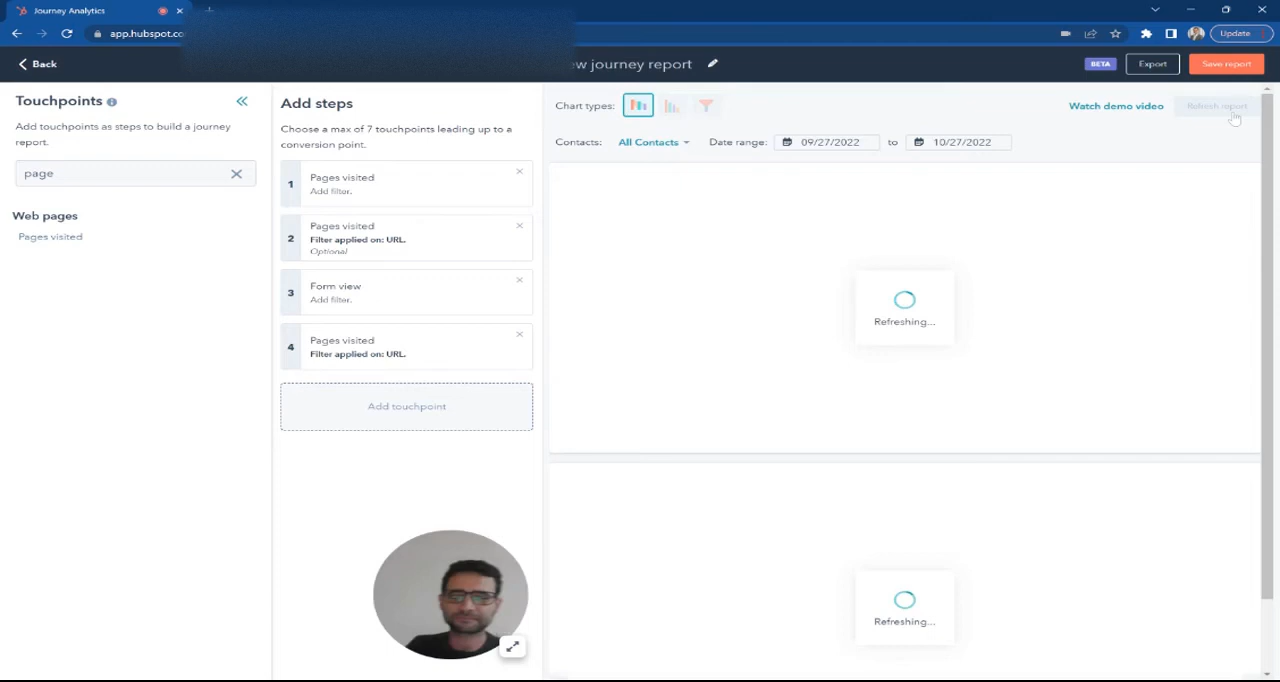 Journey Analytics
app.hubspot.co
Update
Back
w journey report
BETA
Export
Save report
Touchpoints
Add touchpoints as steps to build a journey
report.
page
Web pages
Pages visited
Add steps
Choose a max of 7 touchpoints leading up to a
conversion point.
1
Pages visited
Add filter.
2
Pages visited
Filter applied on: URL.
Optional
3
Form view
Add filter.
4
Pages visited
Filter applied on: URL.
Add touchpoint
Chart types:
Watch demo video
Refresh report
Contacts:
All Contacts
Date range:
09/27/2022
to
10/27/2022
Refreshing...
Refreshing...